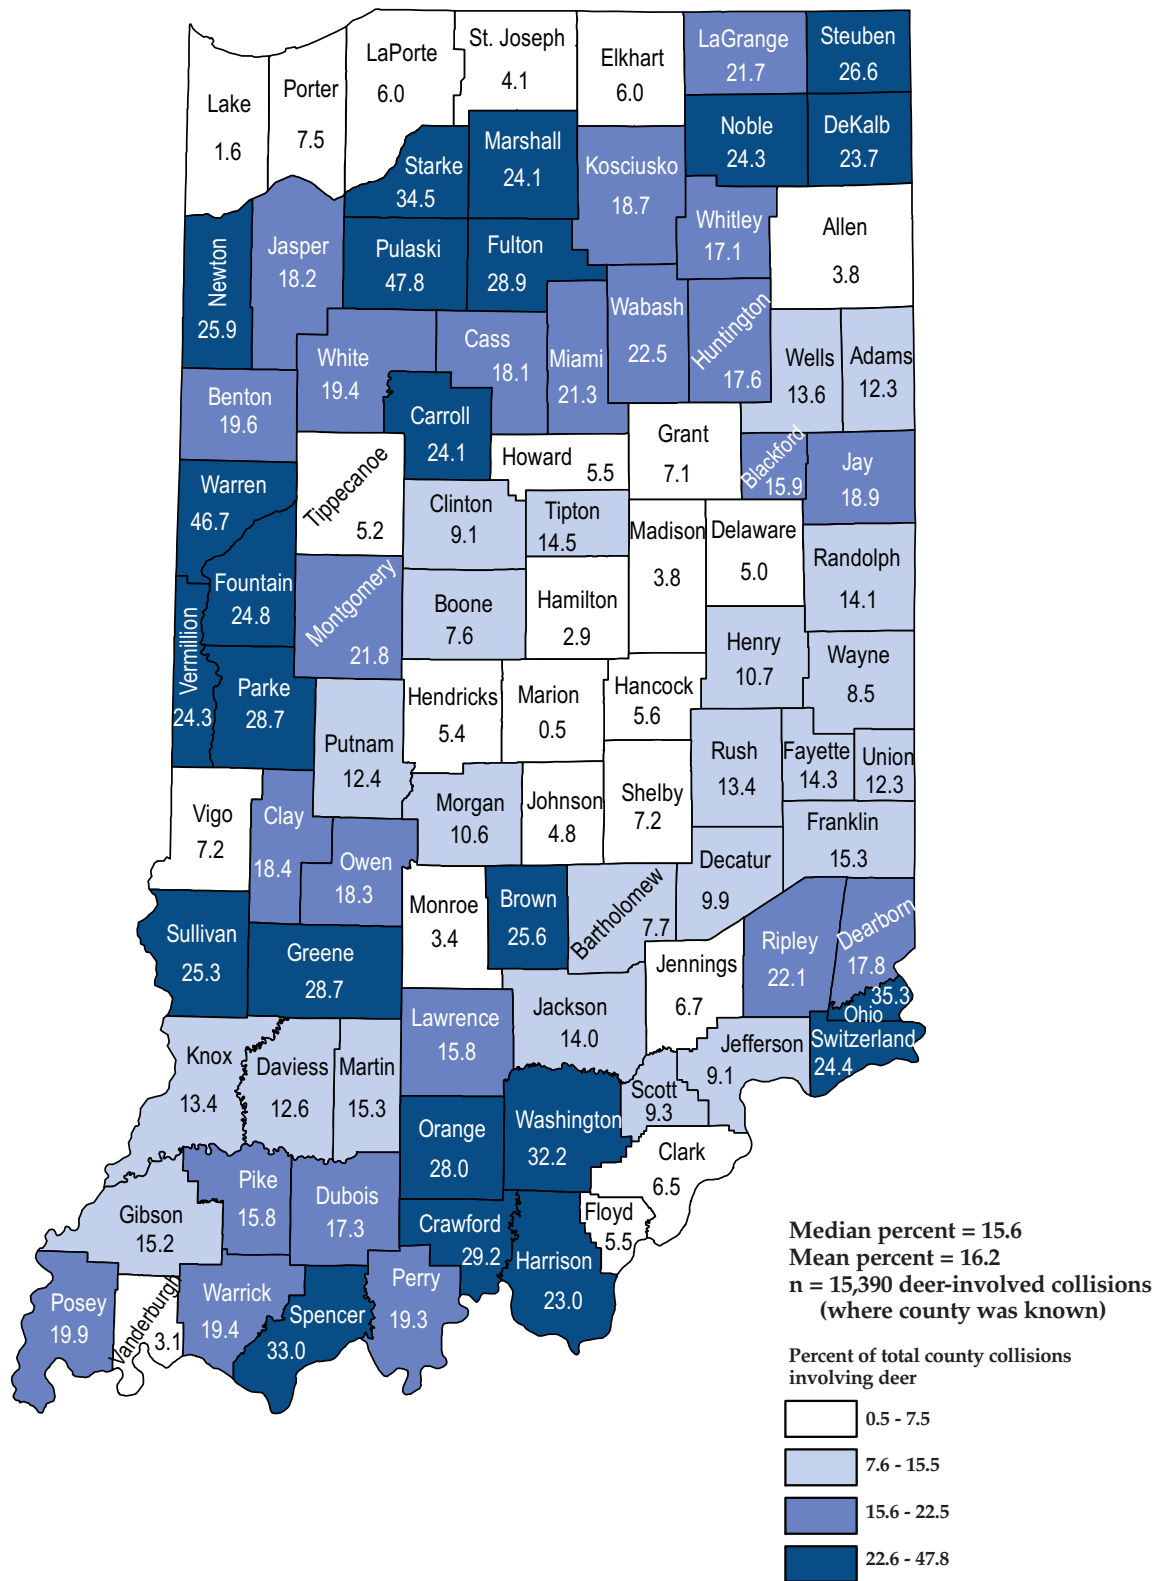 St. Joseph
4.1
LaPorte
6.0
Elkhart
6.0
LaGrange
21.7
Steuben
26.6
Lake
1.6
Porter
7.5
Noble
24.3
DeKalb
23.7
Starke
34.5
Marshall
24.1
Kosciusko
18.7
Whitley
17.1
Allen
3.8
Newton
25.9
Jasper
18.2
Pulaski
47.8
Fulton
28.9
Wabash
22.5
Huntington
17.6
White
19.4
Cass
18.1
Miami
21.3
Wells
13.6
Adams
12.3
Benton
19.6
Carroll
24.1
Howard
5.5
Grant
7.1
Blackford
15.9
Jay
18.9
Warren
46.7
Tippecanoe
5.2
Clinton
9.1
Tipton
14.5
Madison
3.8
Delaware
5.0
Randolph
14.1
Fountain
24.8
Montgomery
21.8
Boone
7.6
Hamilton
2.9
Henry
10.7
Wayne
8.5
Vermillion
24.3
Parke
28.7
Putnam
12.4
Hendricks
5.4
Marion
0.5
Hancock
5.6
Rush
13.4
Fayette
14.3
Union
12.3
Vigo
7.2
Clay
18.4
Owen
18.3
Morgan
10.6
Johnson
4.8
Shelby
7.2
Franklin
15.3
Decatur
9.9
Monroe
3.4
Brown
25.6
Bartholomew
7.7
Sullivan
25.3
Greene
28.7
Jennings
6.7
Ripley
22.1
Dearborn
17.8
35.3
Ohio
Lawrence
15.8
Jackson
14.0
Jefferson
9.1
Switzerland
24.4
Knox
13.4
Daviess
12.6
Martin
15.3
Scott
9.3
Orange
28.0
Washington
32.2
Clark
6.5
Pike
15.8
Dubois
17.3
Gibson
15.2
Crawford
29.2
Harrison
23.0
Floyd
5.5
Posey
19.9
Vanderburgh
3.1
Warrick
19.4
Spencer
33.0
Perry
19.3
Median percent = 15.6
Mean percent = 16.2
n = 15,390 deer-involved collisions
(where county was known)
Percent of total county collisions
involving deer
0.5 - 7.5
7.6 - 15.5
15.6 - 22.5
22.6 - 47.8